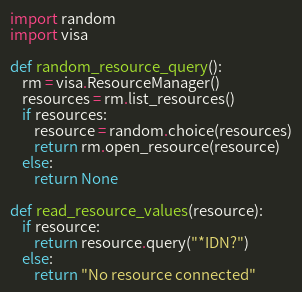 import random
import visa

def random_resource_query():
    rm = visa.ResourceManager()
    resources = rm.list_resources()
    if resources:
        resource = random.choice(resources)
        return rm.open_resource(resource)
    else:
        return None

def read_resource_values(resource):
    if resource:
        return resource.query("*IDN?")
    else:
        return "No resource connected"